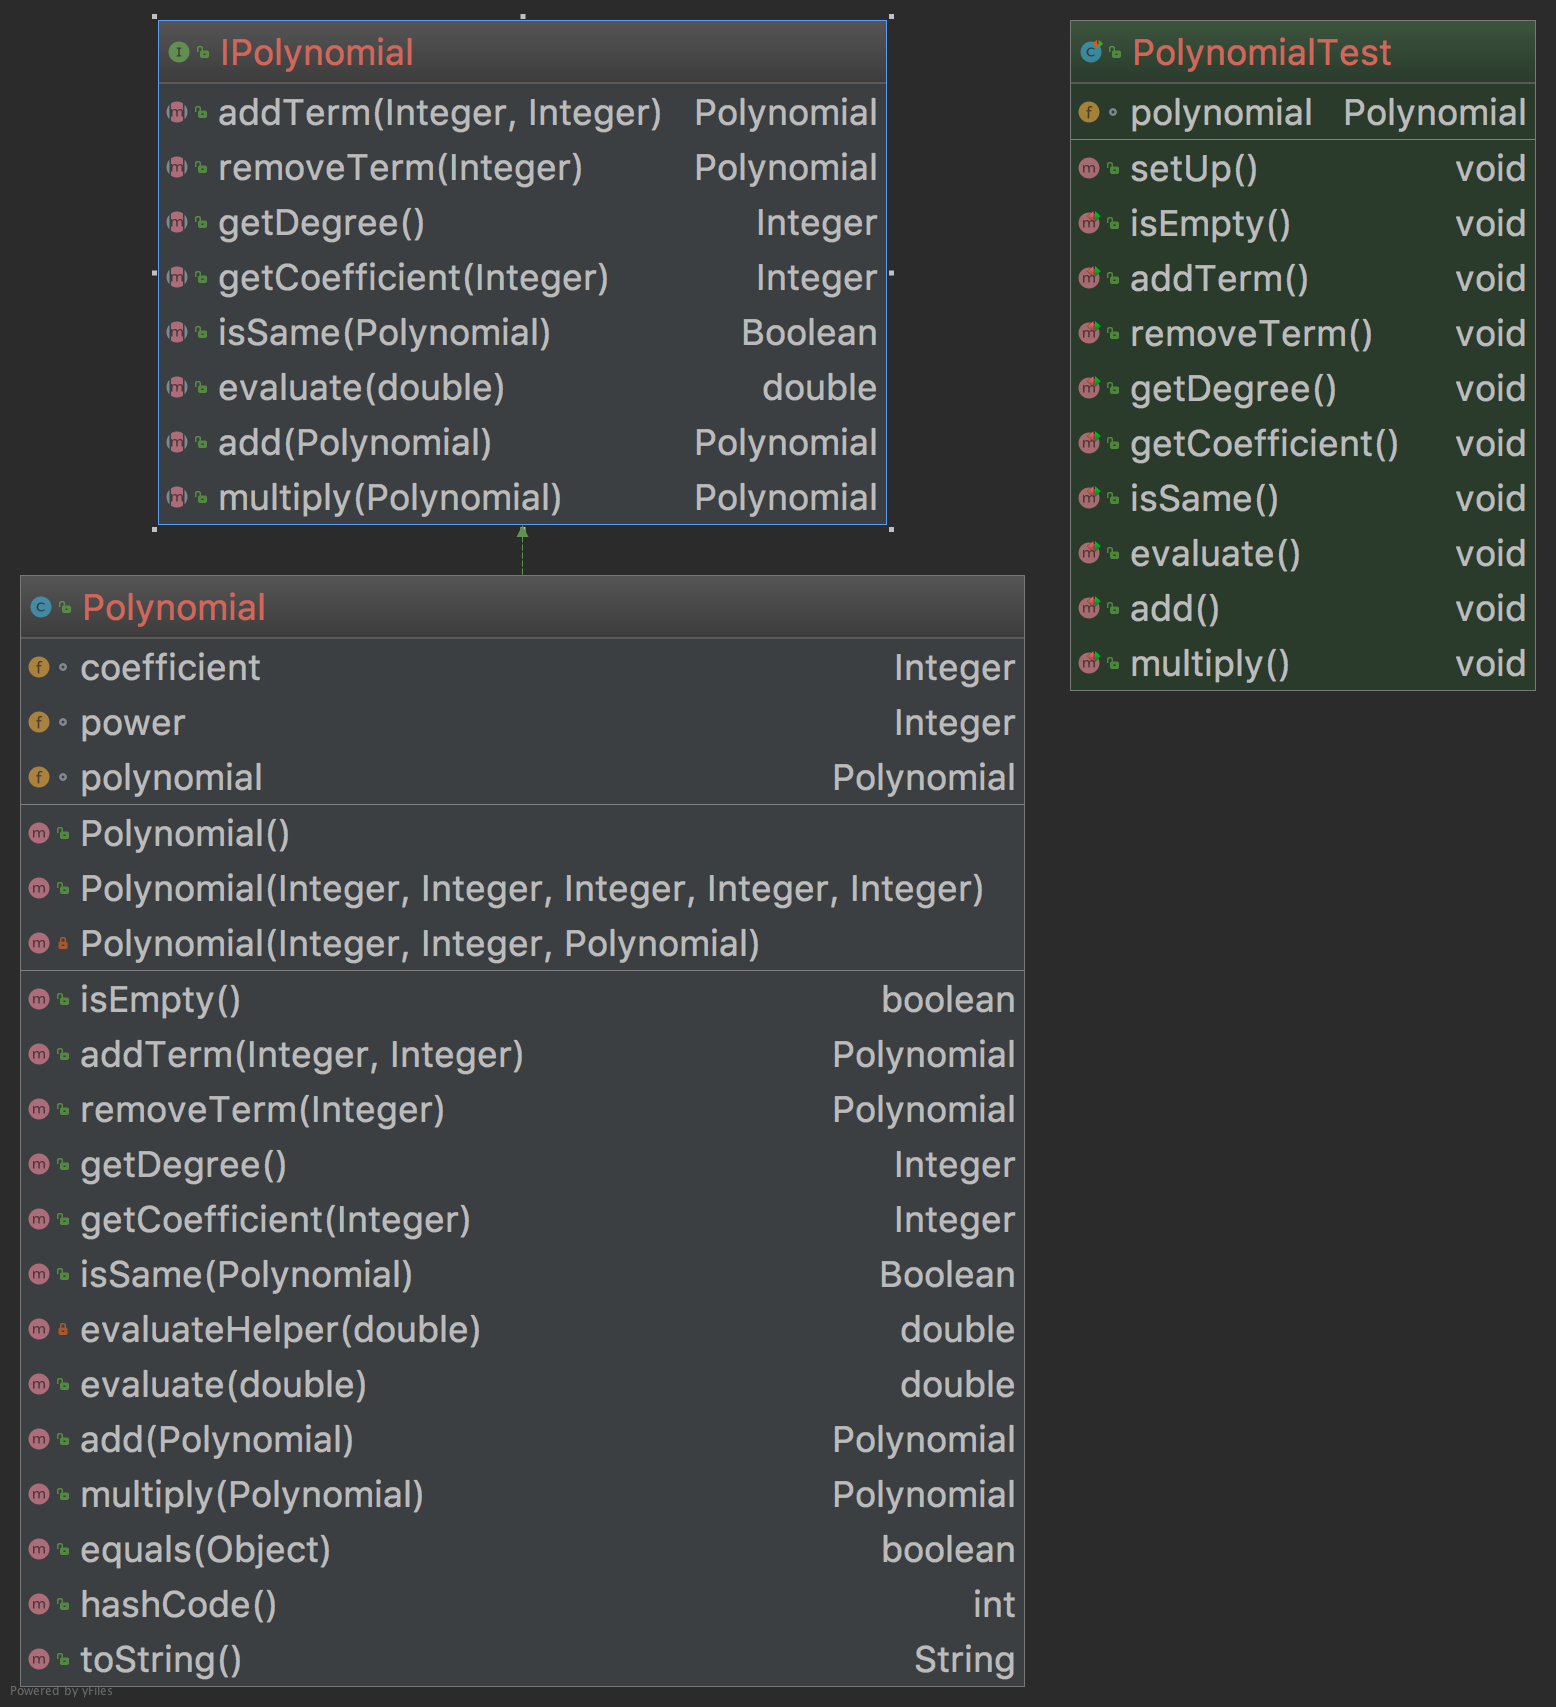 IPolynomial
addTerm(Integer, Integer) Polynomial
removeTerm(Integer) Polynomial
getDegree() Integer
getCoefficient(Integer) Integer
isSame(Polynomial) Boolean
evaluate(double) double
add(Polynomial) Polynomial
multiply(Polynomial) Polynomial
Polynomial
coefficient Integer
power Integer
polynomial Polynomial
Polynomial()
Polynomial(Integer, Integer, Integer, Integer, Integer)
Polynomial(Integer, Integer, Polynomial)
isEmpty() boolean
addTerm(Integer, Integer) Polynomial
removeTerm(Integer) Polynomial
getDegree() Integer
getCoefficient(Integer) Integer
isSame(Polynomial) Boolean
evaluateHelper(double) double
evaluate(double) double
add(Polynomial) Polynomial
multiply(Polynomial) Polynomial
equals(Object) boolean
hashCode() int
toString() String
PolynomialTest
polynomial Polynomial
setUp() void
isEmpty() void
addTerm() void
removeTerm() void
getDegree() void
getCoefficient() void
isSame() void
evaluate() void
add() void
multiply() void
Powered by yFiles